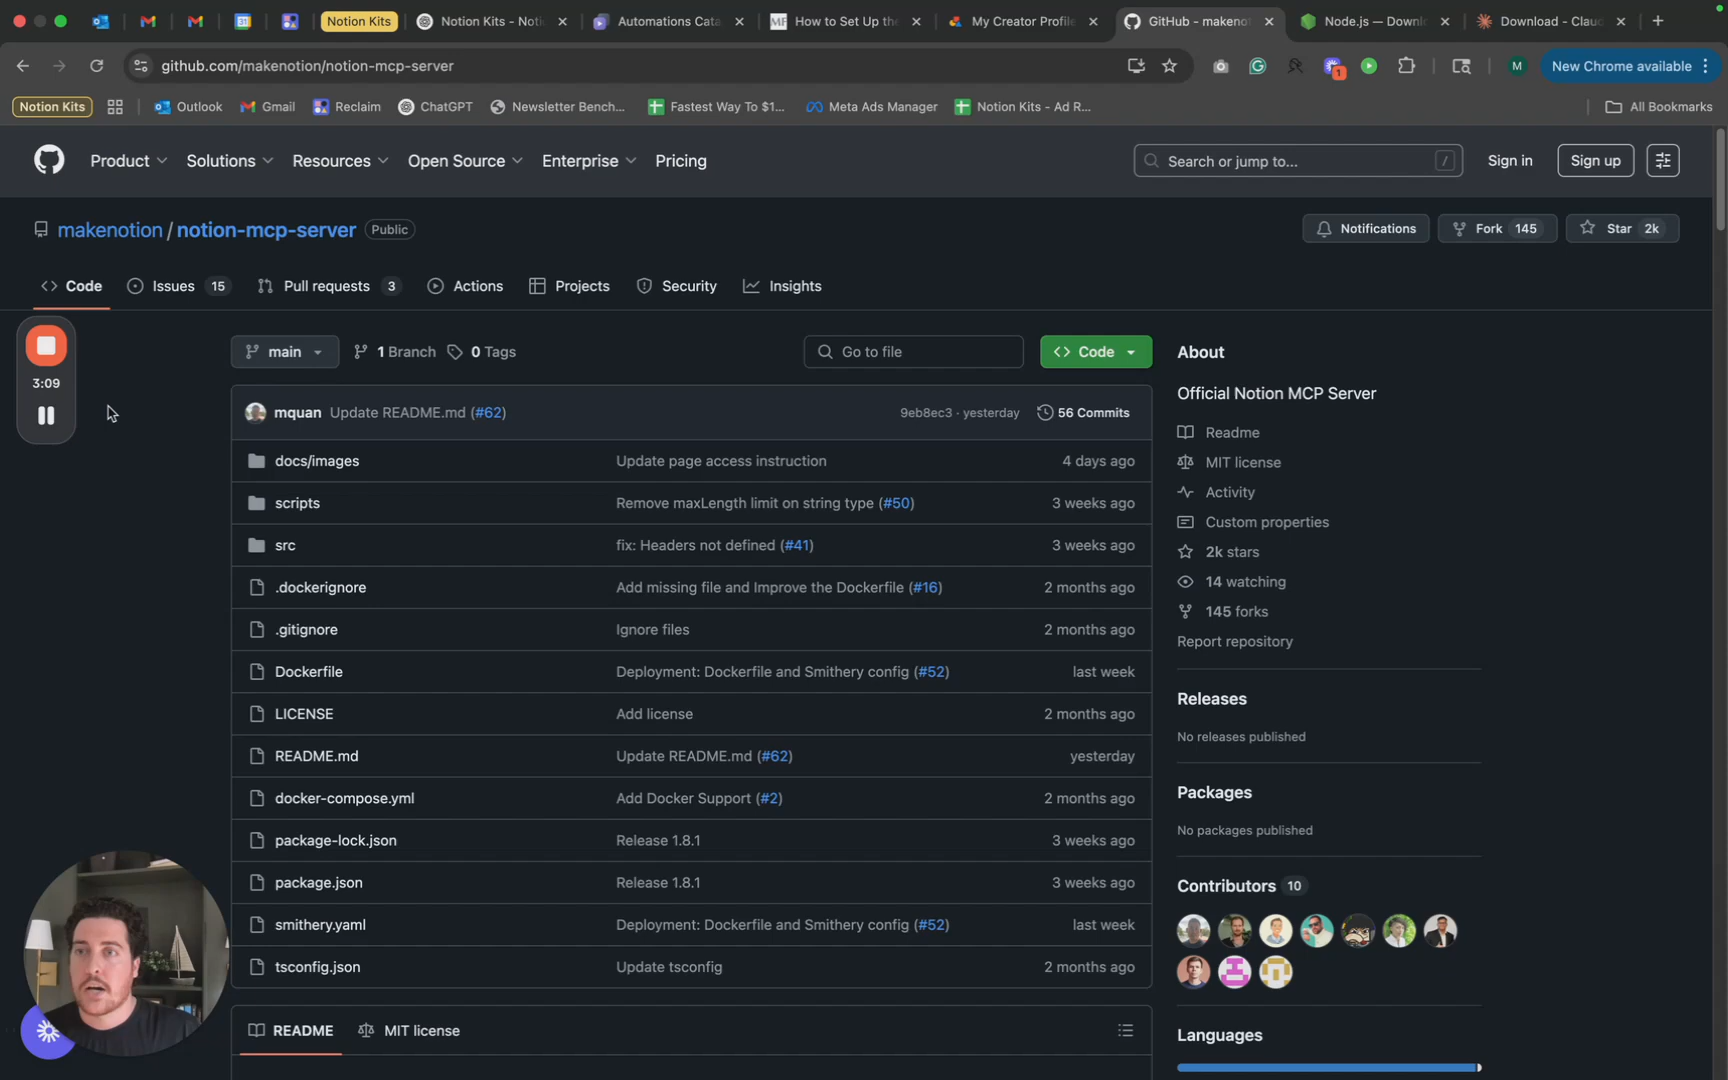 Notion Kits
Notion Kits - Notic
Automations Cata
How to Set Up the
My Creator Profile
GitHub - makenot
Node.js — Downl
Download - Claud
github.com/makenotion/notion-mcp-server
1
M
New Chrome available
Notion Kits
Outlook
Gmail
Reclaim
ChatGPT
Newsletter Bench...
Fastest Way To $1...
Meta Ads Manager
Notion Kits - Ad R...
All Bookmarks
Product
Solutions
Resources
Open Source
Enterprise
Pricing
Search or jump to...
/
Sign in
Sign up
makenotion / notion-mcp-server
Public
Notifications
Fork 145
Star 2k
Code
Issues 15
Pull requests 3
Actions
Projects
Security
Insights
3:09
main
1 Branch
0 Tags
Go to file
Code
mquan Update README.md (#62) 9eb8ec3 · yesterday 56 Commits
docs/images Update page access instruction 4 days ago
scripts Remove maxLength limit on string type (#50) 3 weeks ago
src fix: Headers not defined (#41) 3 weeks ago
.dockerignore Add missing file and Improve the Dockerfile (#16) 2 months ago
.gitignore Ignore files 2 months ago
Dockerfile Deployment: Dockerfile and Smithery config (#52) last week
LICENSE Add license 2 months ago
README.md Update README.md (#62) yesterday
docker-compose.yml Add Docker Support (#2) 2 months ago
package-lock.json Release 1.8.1 3 weeks ago
package.json Release 1.8.1 3 weeks ago
smithery.yaml Deployment: Dockerfile and Smithery config (#52) last week
tsconfig.json Update tsconfig 2 months ago
README
MIT license
About
Official Notion MCP Server
Readme
MIT license
Activity
Custom properties
2k stars
14 watching
145 forks
Report repository
Releases
No releases published
Packages
No packages published
Contributors 10
Languages